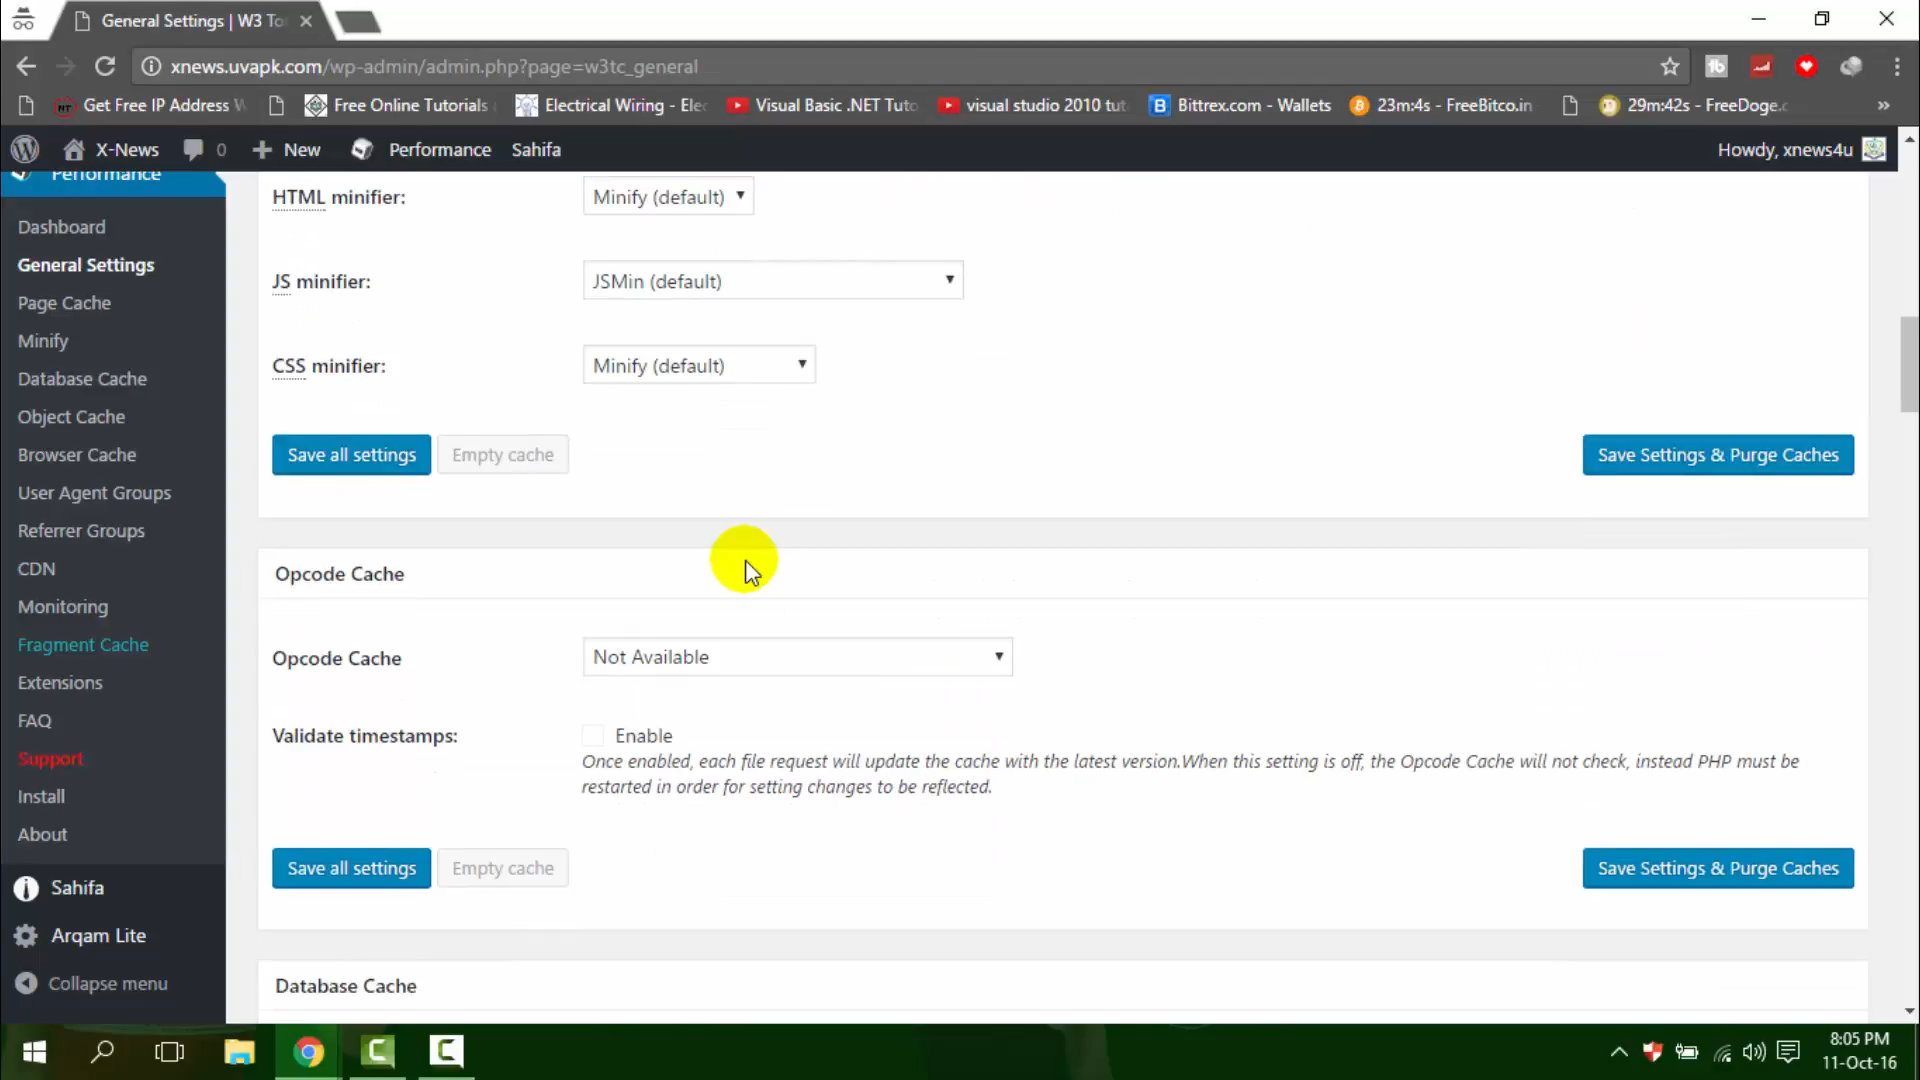 General Settings | W3 To
xnews.uvapk.com/wp-admin/admin.php?page=w3tc_general
Get Free IP Address
Free Online Tutorials
Electrical Wiring - Elec
Visual Basic .NET Tuto
visual studio 2010 tut
Bittrex.com - Wallets
23m:4s - FreeBitco.in
29m:42s - FreeDoge.c
X-News
0
New
Performance
Sahifa
Howdy, xnews4u
Performance
Dashboard
General Settings
Page Cache
Minify
Database Cache
Object Cache
Browser Cache
User Agent Groups
Referrer Groups
CDN
Monitoring
Fragment Cache
Extensions
FAQ
Support
Install
About
Sahifa
Arqam Lite
Collapse menu
HTML minifier:
Minify (default)
JS minifier:
JSMin (default)
CSS minifier:
Minify (default)
Save all settings
Empty cache
Save Settings & Purge Caches
Opcode Cache
Opcode Cache
Not Available
Validate timestamps:
Enable
Once enabled, each file request will update the cache with the latest version.When this setting is off, the Opcode Cache will not check, instead PHP must be
restarted in order for setting changes to be reflected.
Save all settings
Empty cache
Save Settings & Purge Caches
Database Cache
8:05 PM
11-Oct-16